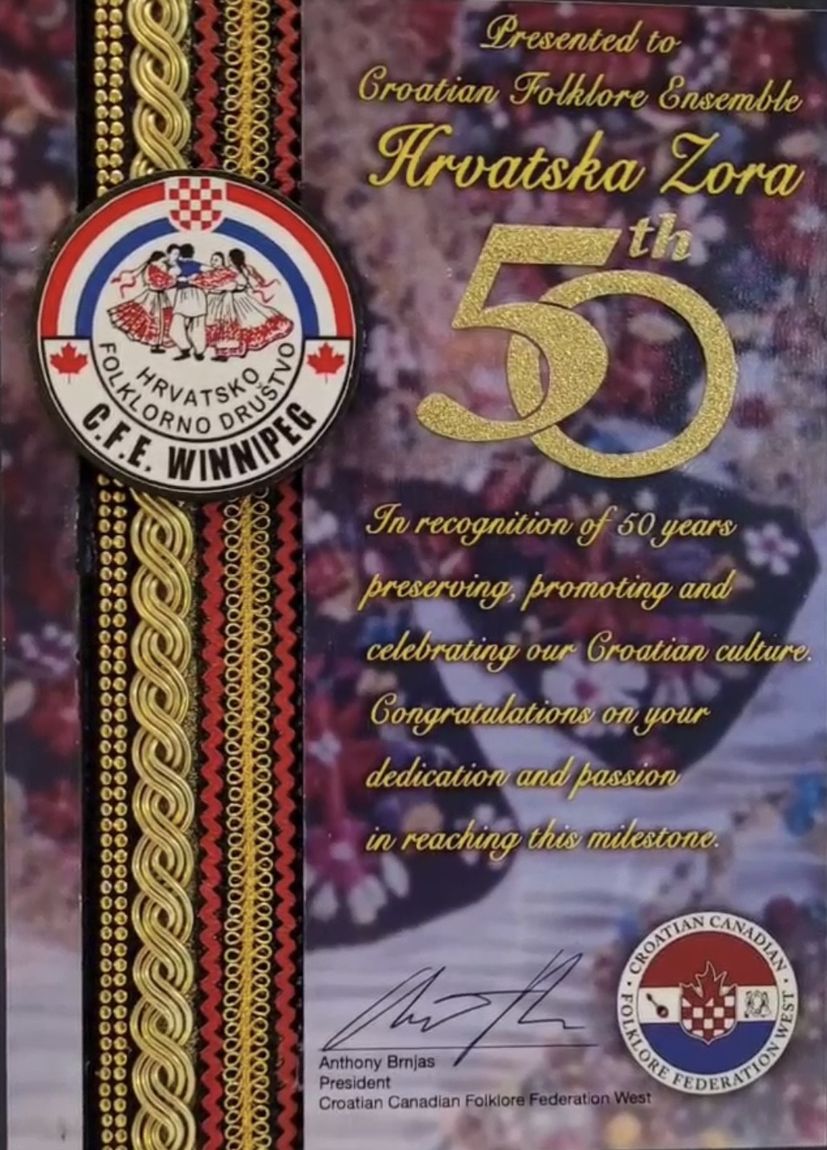 Presented to
Croatian Folklore Ensemble
Hrvatska Zora
50th
HRVATSKO
FOLKLORNO DRUŠTVO
C.F.E. WINNIPEG
In recognition of 50 years
preserving, promoting and
celebrating our Croatian culture.
Congratulations on your
dedication and passion
in reaching this milestone.
Anthony Brnjas
President
Croatian Canadian Folklore Federation West
· CROATIAN CANADIAN ·
FOLKLORE FEDERATION WEST